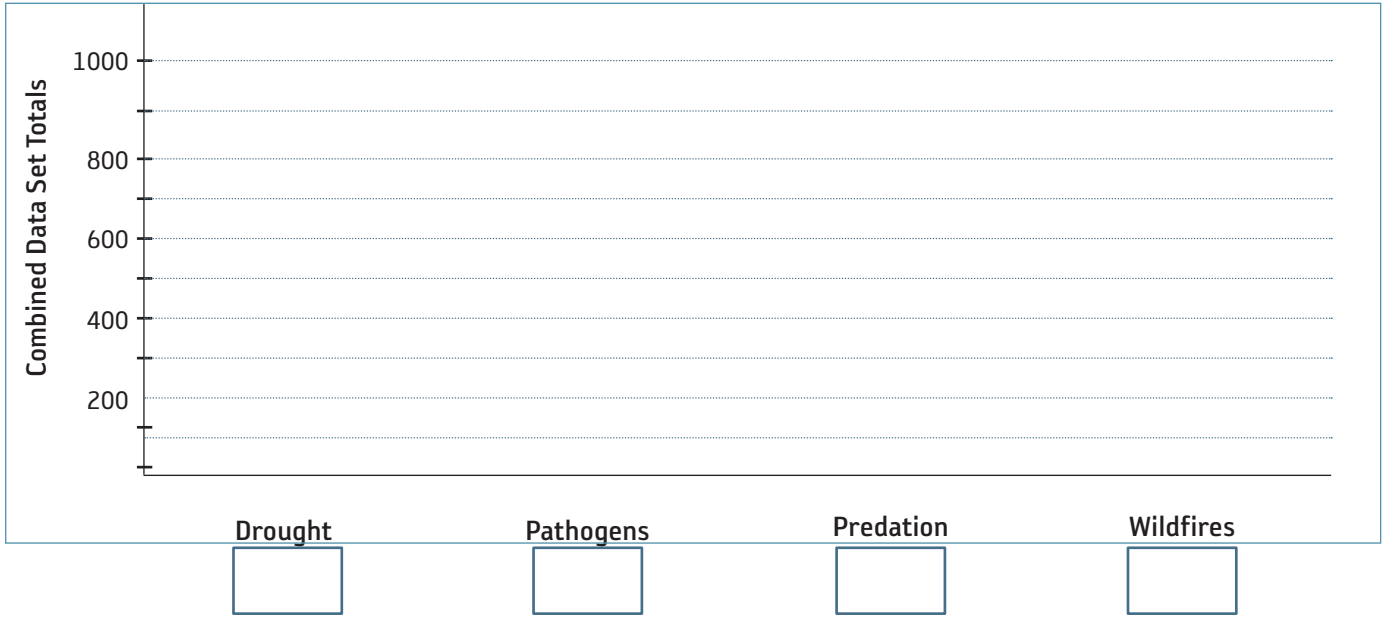 Combined Data Set Totals
1000
800
600
400
200
Drought Pathogens Predation Wildfires